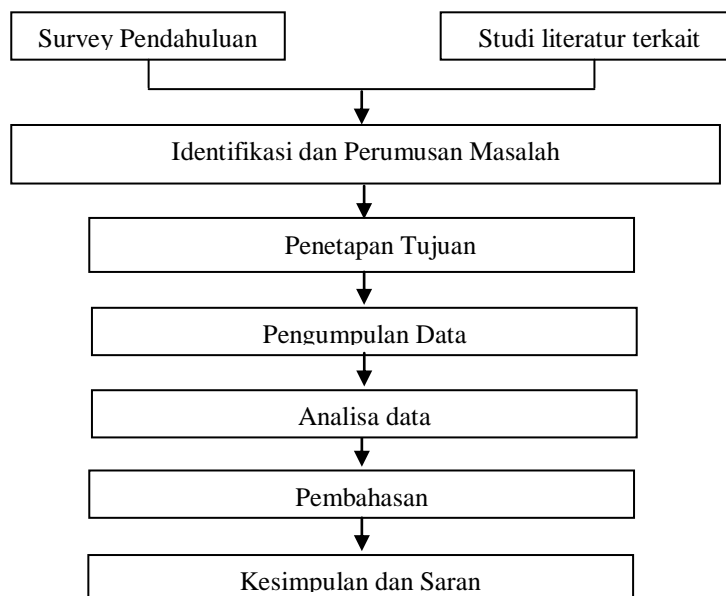 Survey Pendahuluan
Studi literatur terkait
Identifikasi dan Perumusan Masalah
Penetapan Tujuan
Pengumpulan Data
Analisa data
Pembahasan
Kesimpulan dan Saran